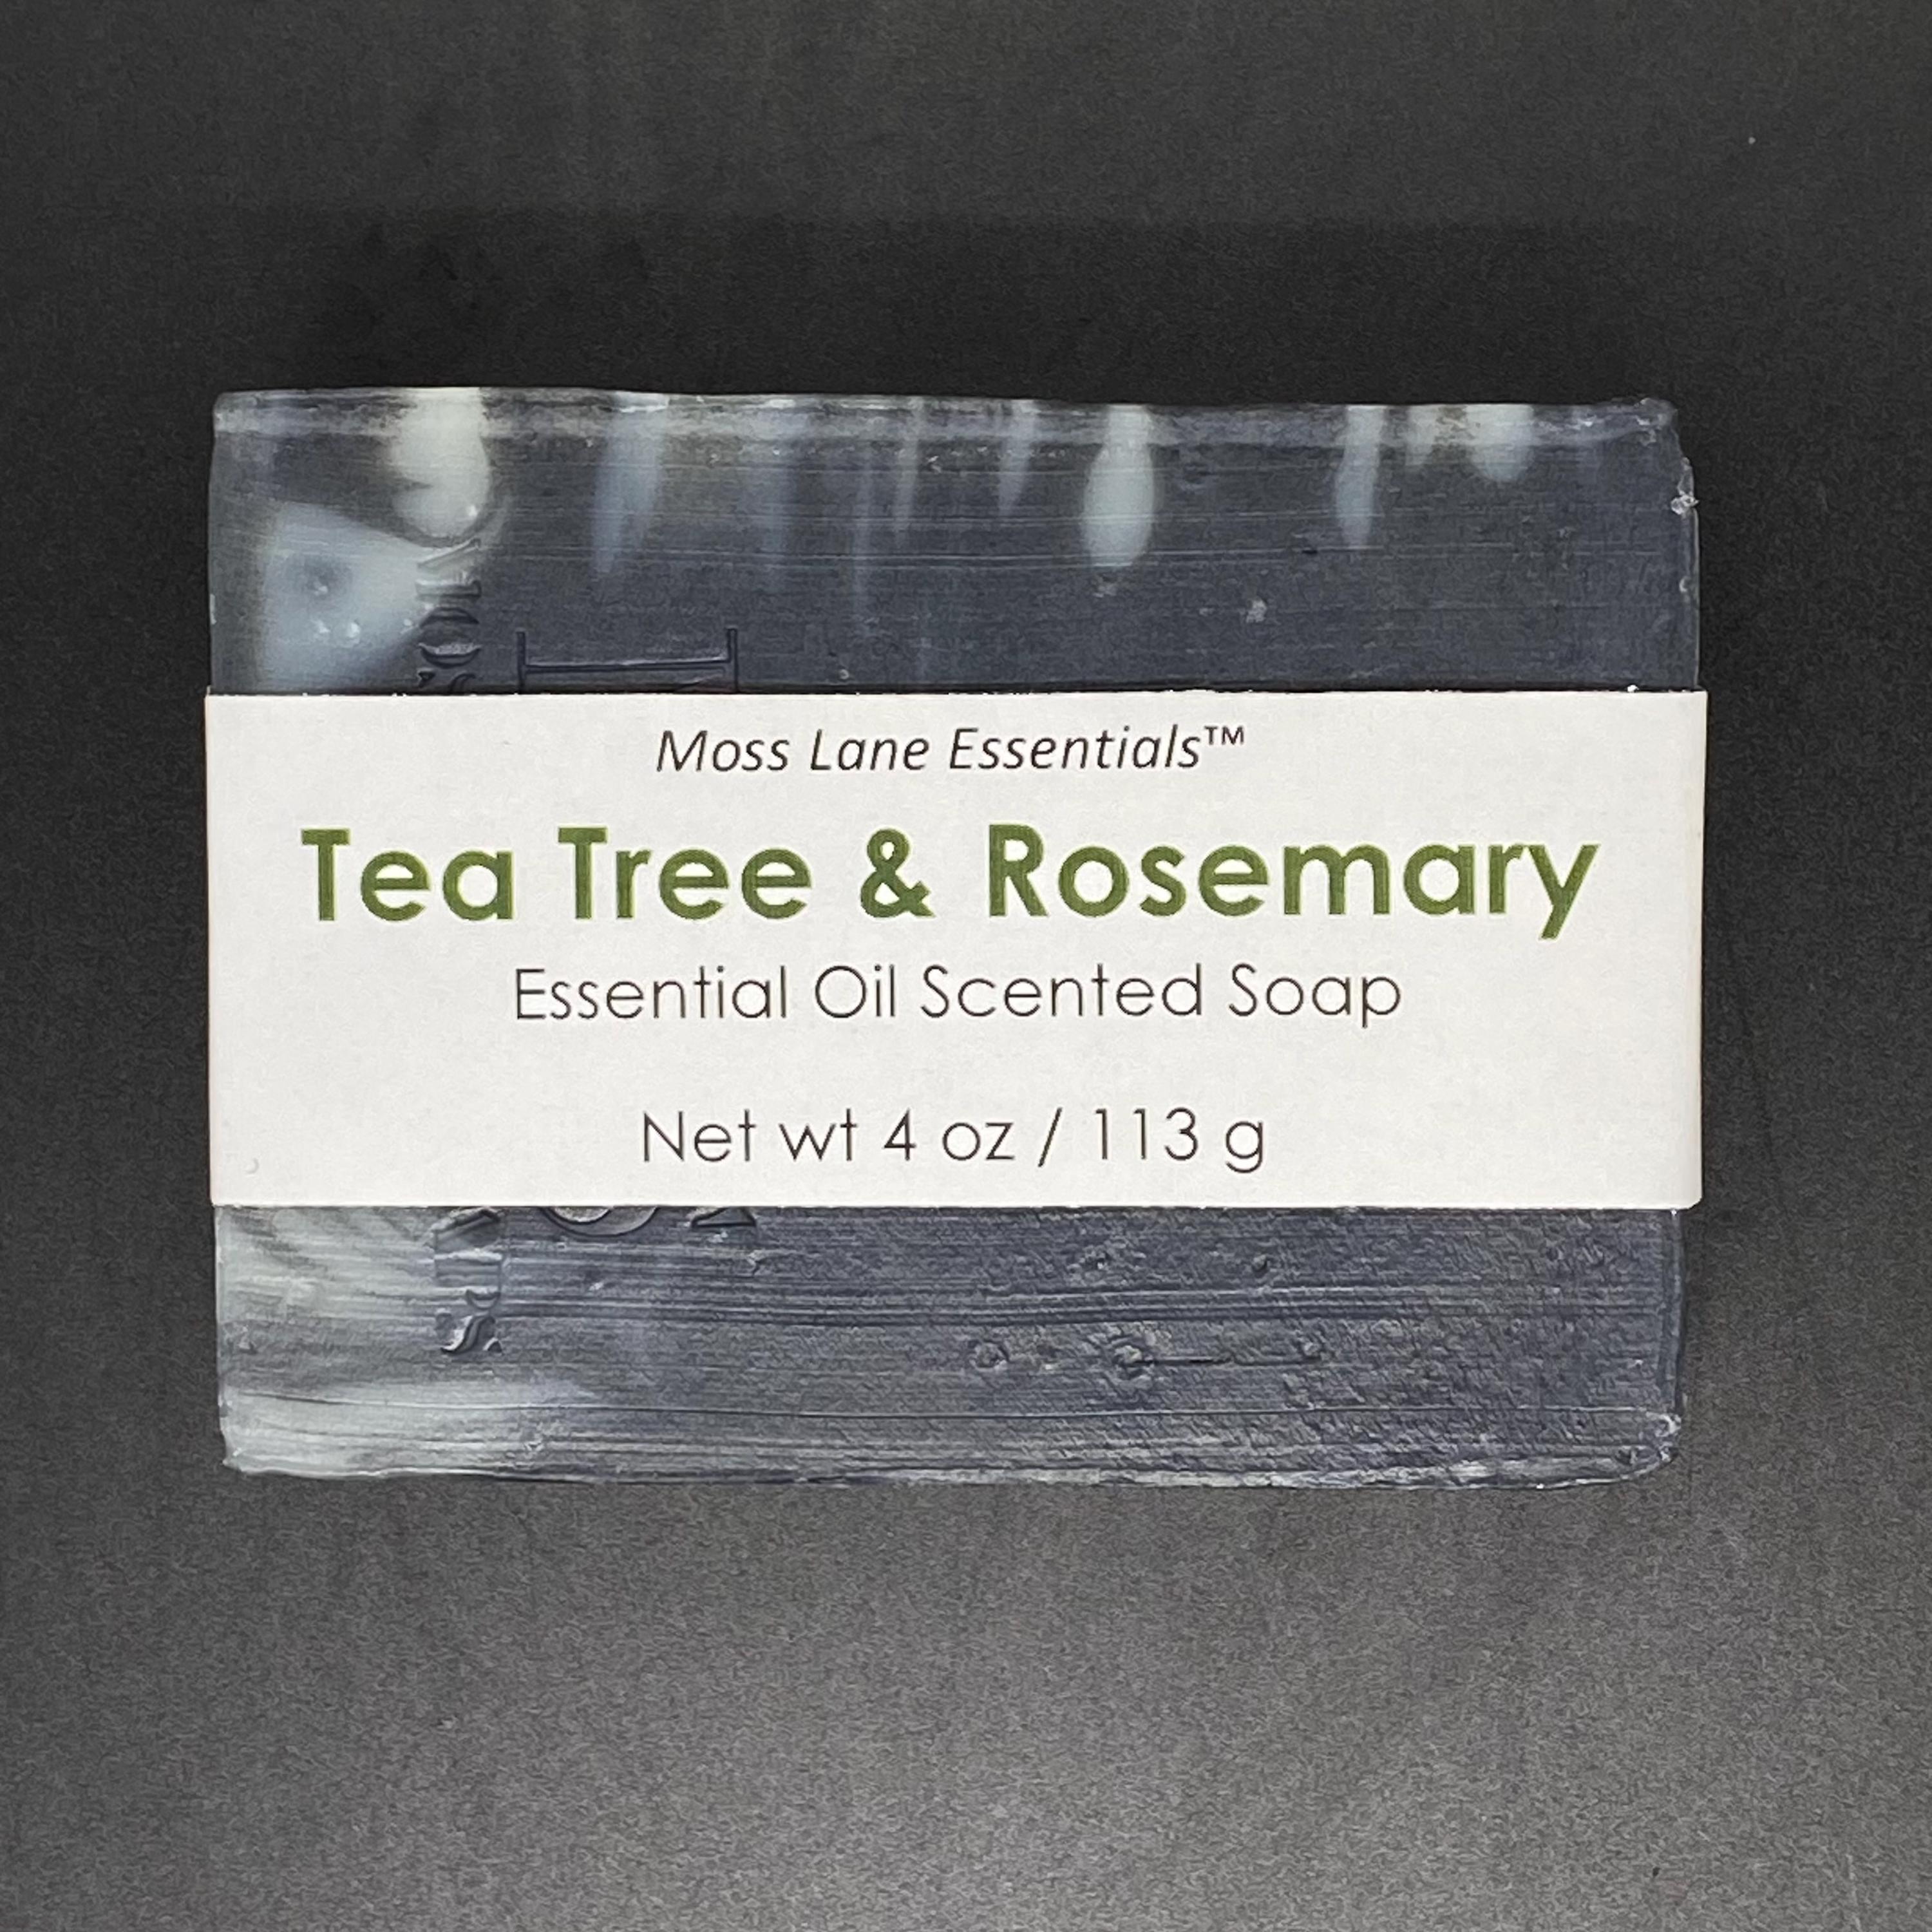 Moss Lane Essentials™
Tea Tree & Rosemary
Essential Oil Scented Soap
Net wt 4 oz / 113 g